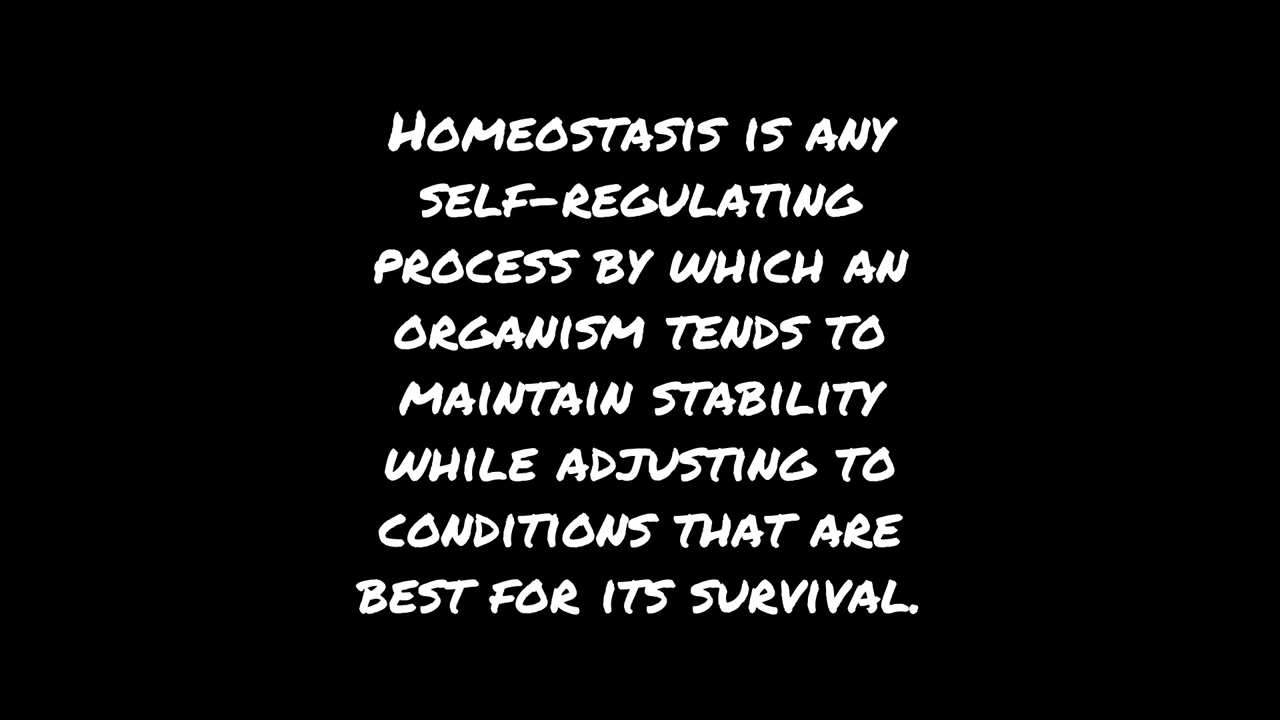 Homeostasis is any
self-regulating
process by which an
organism tends to
maintain stability
while adjusting to
conditions that are
best for its survival.